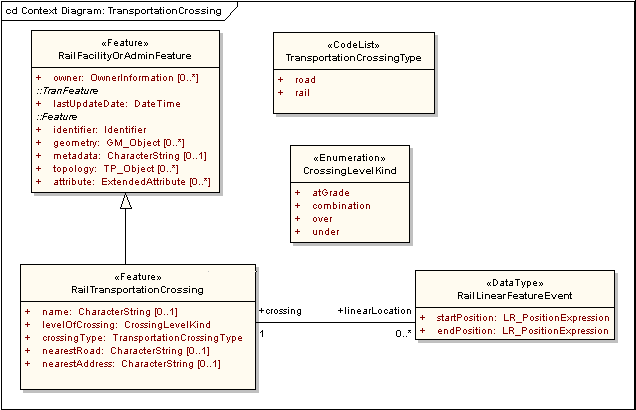 cd Context Diagram: TransportationCrossing
«Feature»
RailFacilityOrAdminFeature
+ owner: OwnerInformation [0..*]
::TranFeature
+ lastUpdateDate: DateTime
::Feature
+ identifier: Identifier
+ geometry: GM_Object [0..*]
+ metadata: CharacterString [0..1]
+ topology: TP_Object [0..*]
+ attribute: ExtendedAttribute [0..*]
«CodeList»
TransportationCrossingType
+ road
+ rail
«Enumeration»
CrossingLevelKind
+ atGrade
+ combination
+ over
+ under
«Feature»
RailTransportationCrossing
+ name: CharacterString [0..1]
+ levelOfCrossing: CrossingLevelKind
+ crossingType: TransportationCrossingType
+ nearestRoad: CharacterString [0..1]
+ nearestAddress: CharacterString [0..1]
+crossing +linearLocation
1 0..*
«DataType»
RailLinearFeatureEvent
+ startPosition: LR_PositionExpression
+ endPosition: LR_PositionExpression